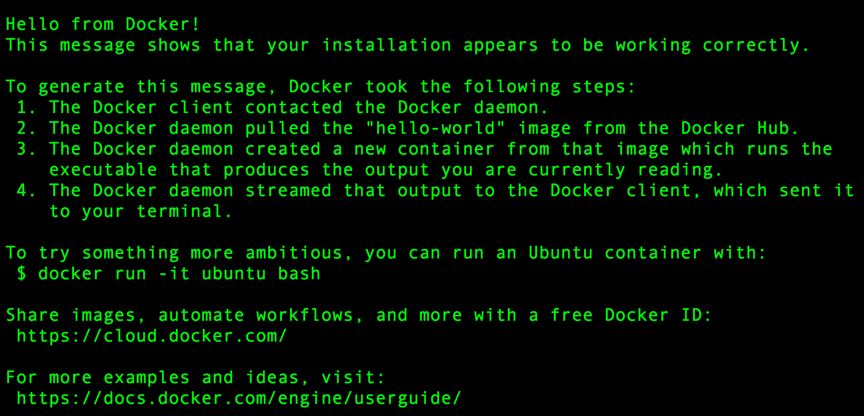 Hello from Docker!
This message shows that your installation appears to be working correctly.

To generate this message, Docker took the following steps:
 1. The Docker client contacted the Docker daemon.
 2. The Docker daemon pulled the "hello-world" image from the Docker Hub.
 3. The Docker daemon created a new container from that image which runs the
    executable that produces the output you are currently reading.
 4. The Docker daemon streamed that output to the Docker client, which sent it
    to your terminal.

To try something more ambitious, you can run an Ubuntu container with:
 $ docker run -it ubuntu bash

Share images, automate workflows, and more with a free Docker ID:
 https://cloud.docker.com/

For more examples and ideas, visit:
 https://docs.docker.com/engine/userguide/